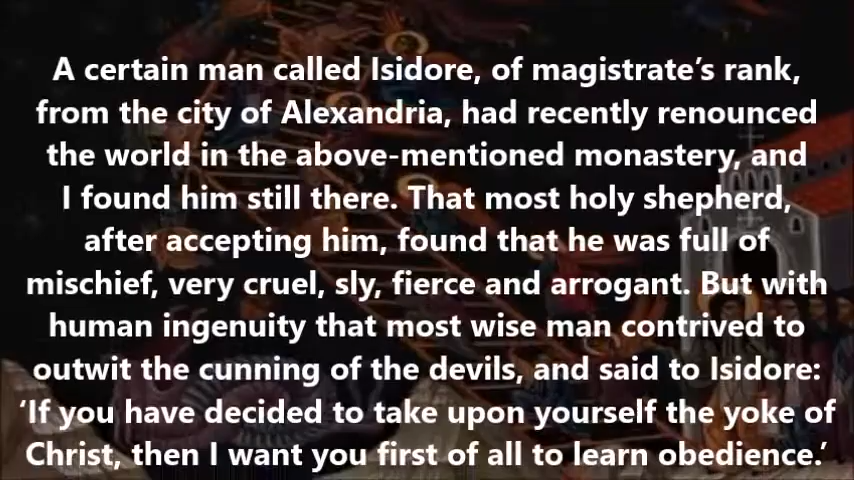 A certain man called Isidore, of magistrate’s rank,
from the city of Alexandria, had recently renounced
the world in the above-mentioned monastery, and
I found him still there. That most holy shepherd,
after accepting him, found that he was full of
mischief, very cruel, sly, fierce and arrogant. But with
human ingenuity that most wise man contrived to
outwit the cunning of the devils, and said to Isidore:
‘If you have decided to take upon yourself the yoke of
Christ, then I want you first of all to learn obedience.’